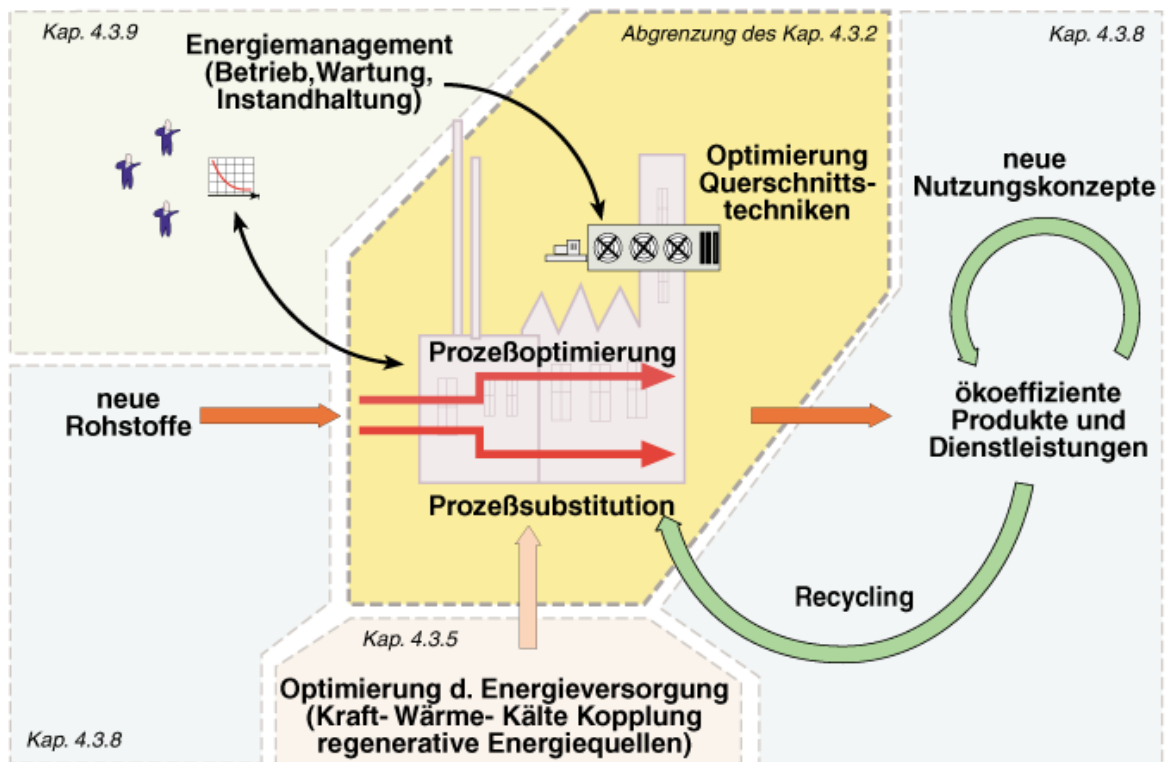 Kap. 4.3.9
Energiemanagement
(Betrieb,Wartung,
Instandhaltung)
Abgrenzung des Kap. 4.3.2
Kap. 4.3.8
Optimierung
Querschnitts-
techniken
neue
Nutzungskonzepte
Prozeßoptimierung
neue
Rohstoffe
ökoeffiziente
Produkte und
Dienstleistungen
Prozeßsubstitution
Recycling
Kap. 4.3.5
Optimierung d. Energieversorgung
(Kraft- Wärme- Kälte Kopplung
regenerative Energiequellen)
Kap. 4.3.8